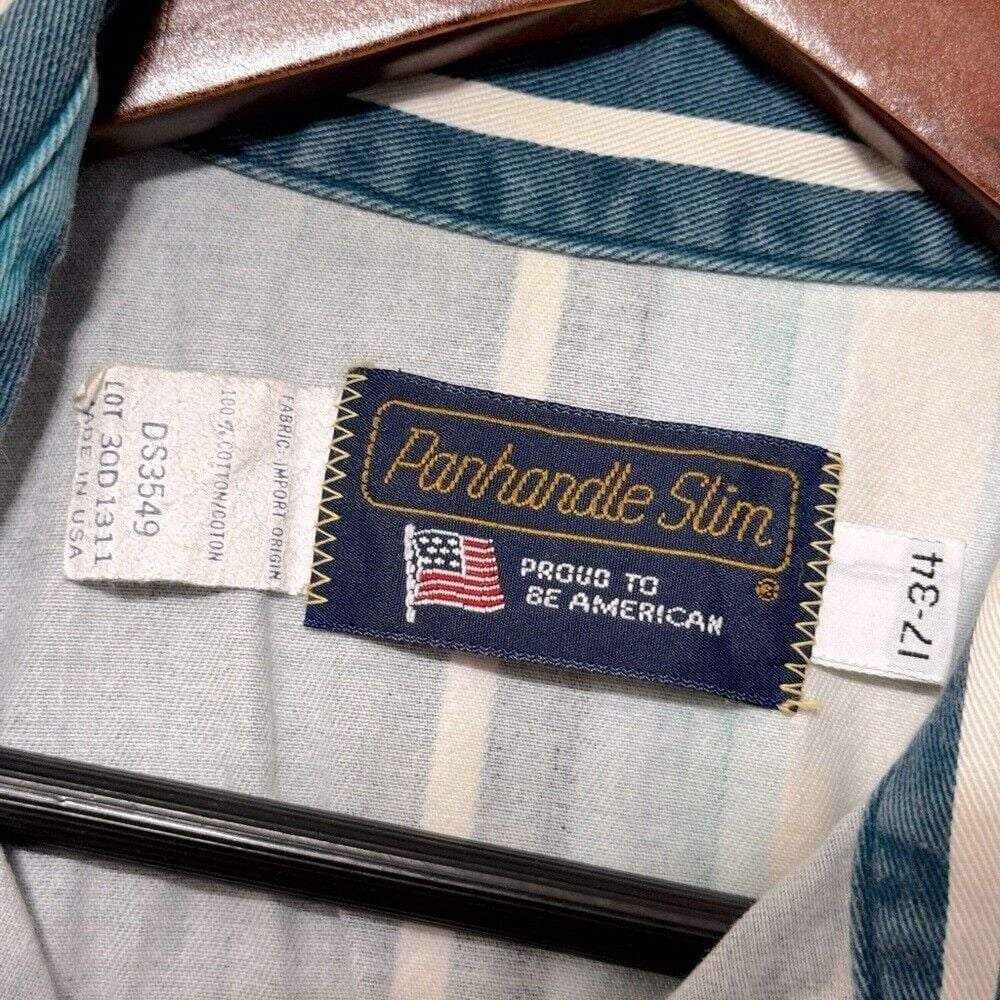 FABRIC: IMPORT ORIGIN
100% COTTON/COTON
DS3549
LOT 30D1311
MADE IN USA
Panhandle Slim
®
PROUD TO
BE AMERICAN
17-34